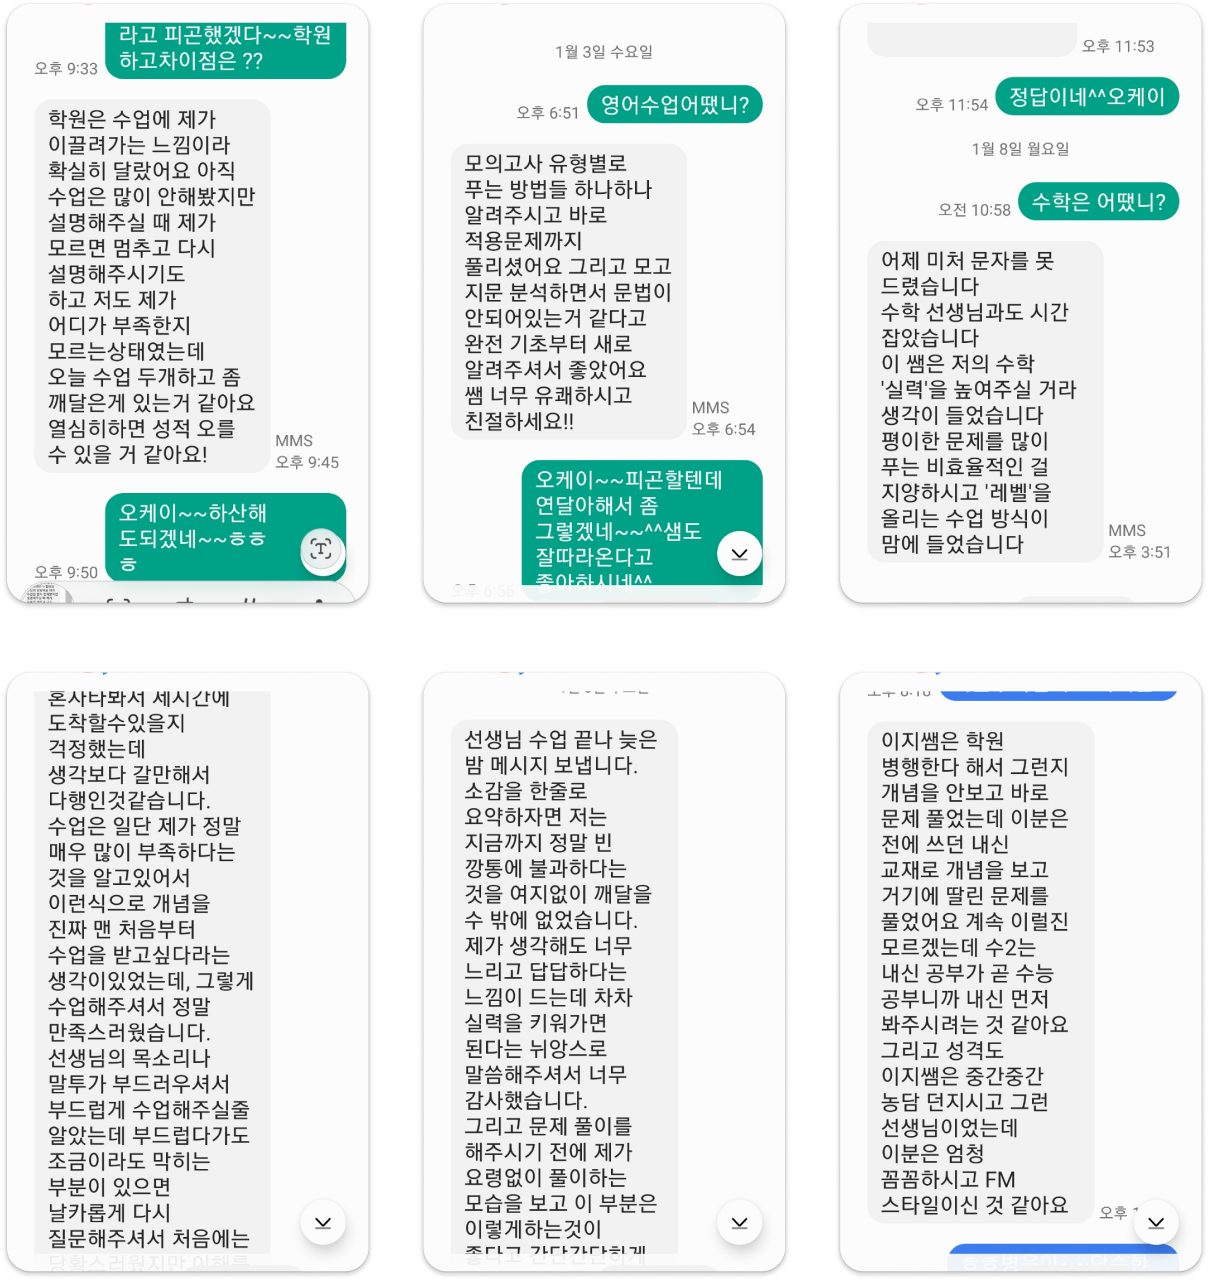 라고 피곤했겠다~~학원
하고차이점은 ??
오후 9:33
학원은 수업에 제가
이끌려가는 느낌이라
확실히 달랐어요 아직
수업은 많이 안해봤지만
설명해주실 때 제가
모르면 멈추고 다시
설명해주시기도
하고 저도 제가
어디가 부족한지
모르는상태였는데
오늘 수업 두개하고 좀
깨달은게 있는거 같아요
열심히하면 성적 오를
수 있을 거 같아요!
MMS
오후 9:45
오케이~~하산해
도되겠네~~ㅎㅎ
ㅎ
오후 9:50
1월 3일 수요일
영어수업어땠니?
오후 6:51
모의고사 유형별로
푸는 방법들 하나하나
알려주시고 바로
적용문제까지
풀리셨어요 그리고 모고
지문 분석하면서 문법이
안되어있는거 같다고
완전 기초부터 새로
알려주셔서 좋았어요
쌤 너무 유쾌하시고
친절하세요!!
MMS
오후 6:54
오케이~~피곤할텐데
연달아해서 좀
그렇겠네~~^^샘도
잘따라온다고
좋아하시네^^
오후 6:56
오후 11:53
정답이네^^오케이
오후 11:54
1월 8일 월요일
수학은 어땠니?
오전 10:58
어제 미처 문자를 못
드렸습니다
수학 선생님과도 시간
잡았습니다
이 쌤은 저의 수학
'실력'을 높여주실 거라
생각이 들었습니다
평이한 문제를 많이
푸는 비효율적인 걸
지양하시고 '레벨'을
올리는 수업 방식이
맘에 들었습니다
MMS
오후 3:51
혼자타봐서 제시간에
도착할수있을지
걱정했는데
생각보다 갈만해서
다행인것같습니다.
수업은 일단 제가 정말
매우 많이 부족하다는
것을 알고있어서
이런식으로 개념을
진짜 맨 처음부터
수업을 받고싶다라는
생각이있었는데, 그렇게
수업해주셔서 정말
만족스러웠습니다.
선생님의 목소리나
말투가 부드러우셔서
부드럽게 수업해주실줄
알았는데 부드럽다가도
조금이라도 막히는
부분이 있으면
날카롭게 다시
질문해주셔서 처음에는
당황스러웠지만 이해를
선생님 수업 끝나 늦은
밤 메시지 보냅니다.
소감을 한줄로
요약하자면 저는
지금까지 정말 빈
깡통에 불과하다는
것을 여지없이 깨달을
수 밖에 없었습니다.
제가 생각해도 너무
느리고 답답하다는
느낌이 드는데 차차
실력을 키워가면
된다는 뉘앙스로
말씀해주셔서 너무
감사했습니다.
그리고 문제 풀이를
해주시기 전에 제가
요령없이 풀이하는
모습을 보고 이 부분은
이렇게하는것이
좋다고 간단간단하게
이지쌤은 학원
병행한다 해서 그런지
개념을 안보고 바로
문제 풀었는데 이분은
전에 쓰던 내신
교재로 개념을 보고
거기에 딸린 문제를
풀었어요 계속 이럴진
모르겠는데 수2는
내신 공부가 곧 수능
공부니까 내신 먼저
봐주시려는 것 같아요
그리고 성격도
이지쌤은 중간중간
농담 던지시고 그런
선생님이었는데
이분은 엄청
꼼꼼하시고 FM
스타일이신 것 같아요
오후